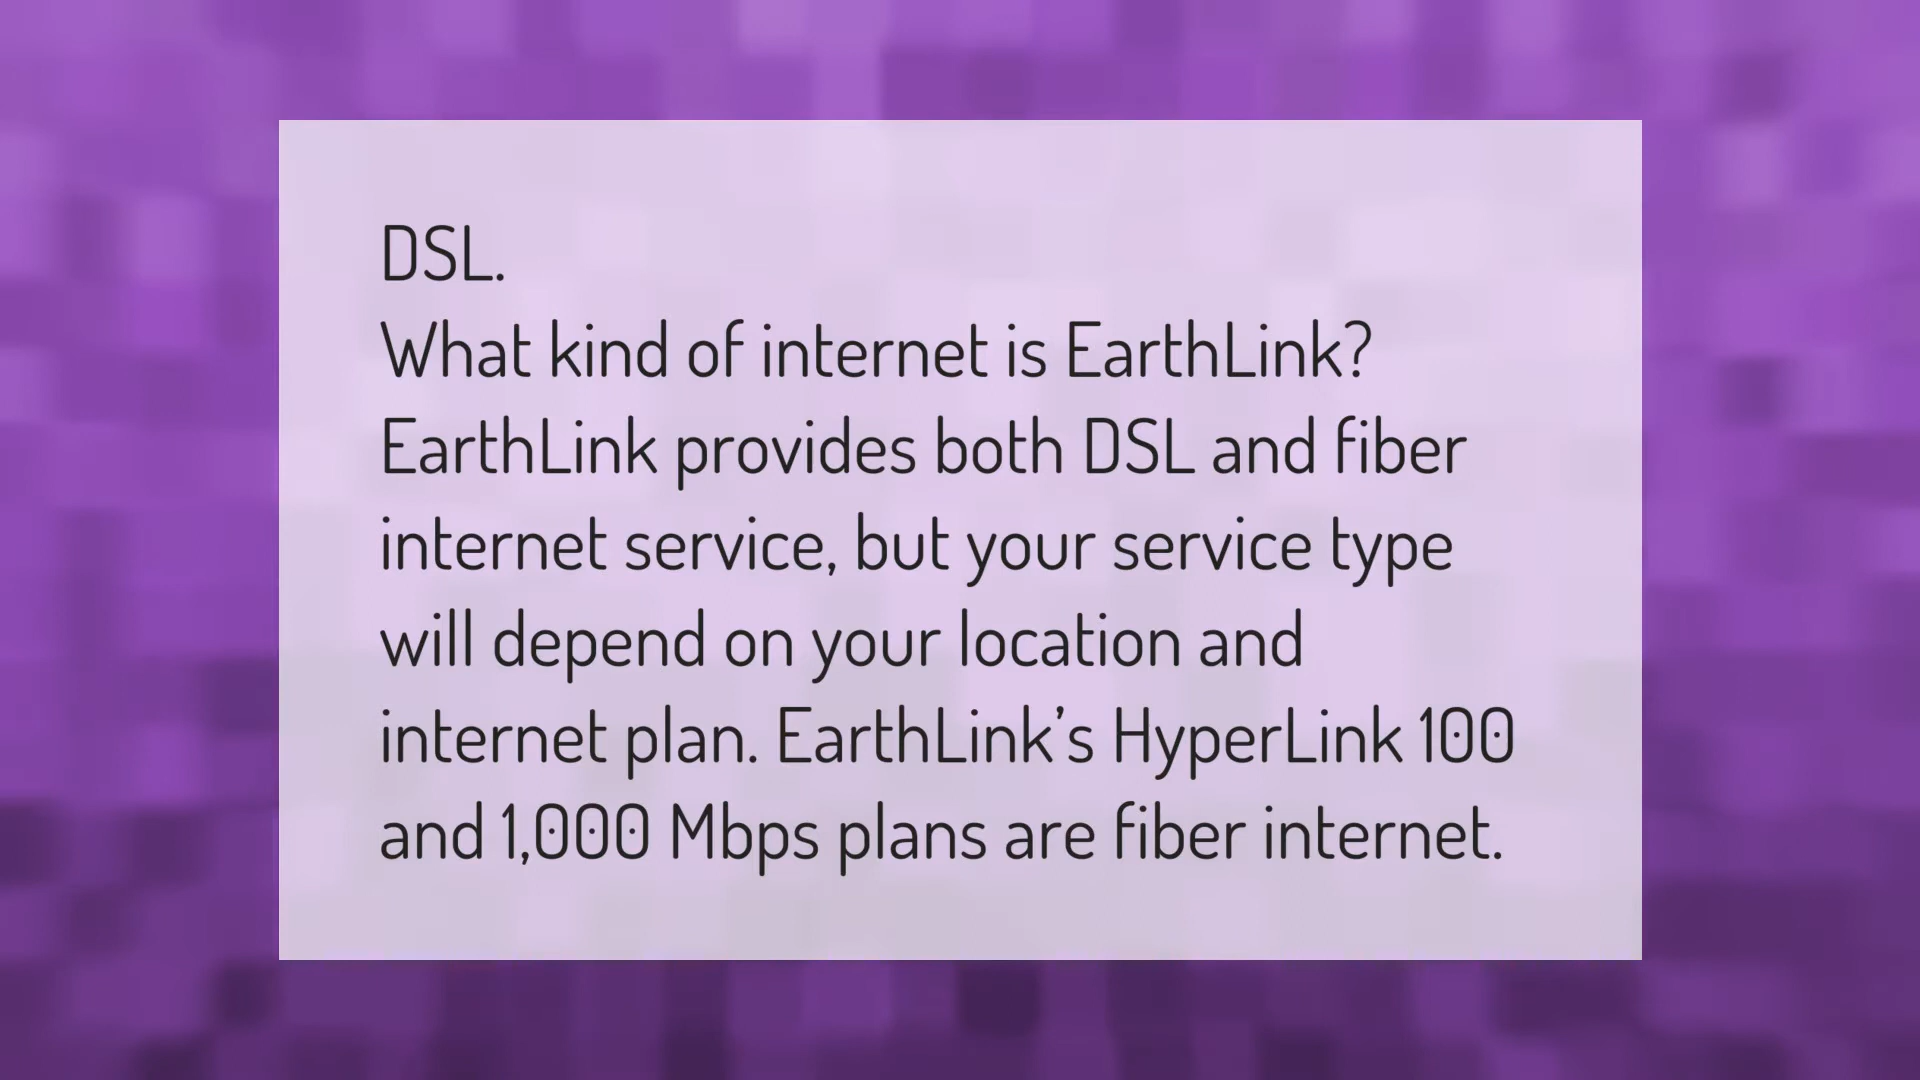 DSL.
What kind of internet is EarthLink?
EarthLink provides both DSL and fiber
internet service, but your service type
will depend on your location and
internet plan. EarthLink’s HyperLink 100
and 1,000 Mbps plans are fiber internet.